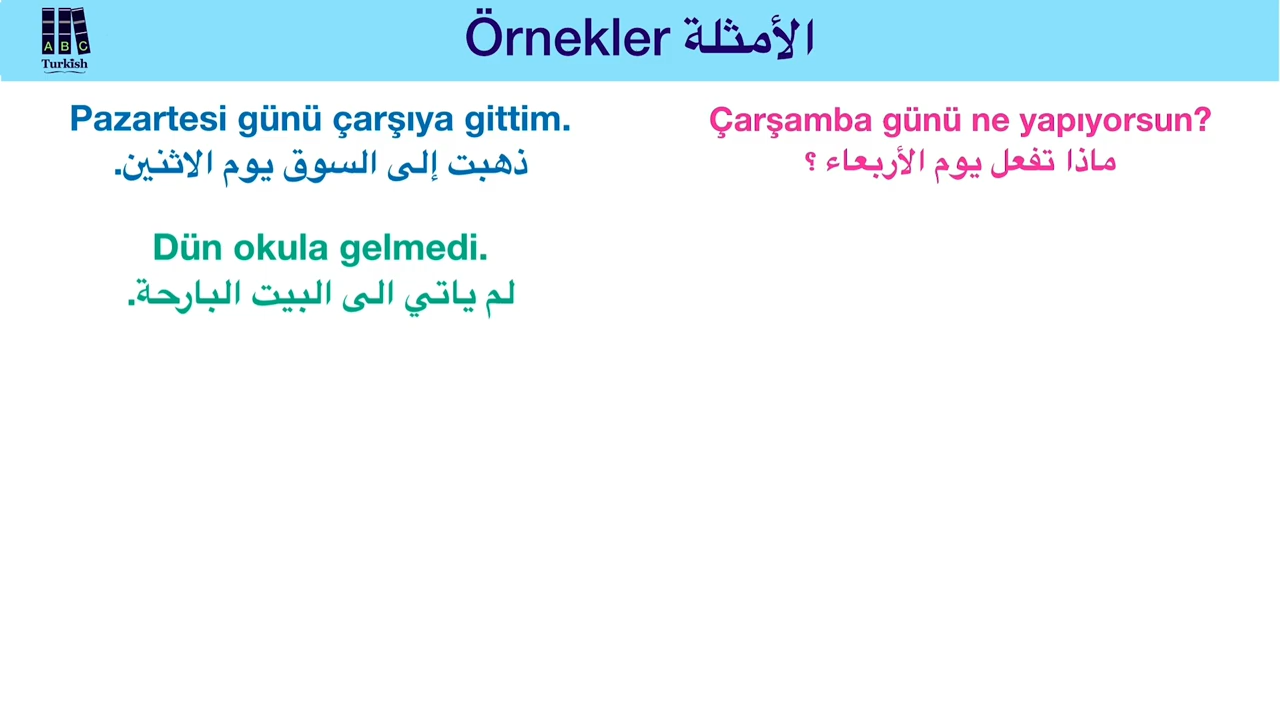 A B C
Turkish
Örnekler الأمثلة
Pazartesi günü çarşıya gittim.
ذهبت إلى السوق يوم الاثنين.
Çarşamba günü ne yapıyorsun?
ماذا تفعل يوم الأربعاء ؟
Dün okula gelmedi.
لم ياتي الى البيت البارحة.